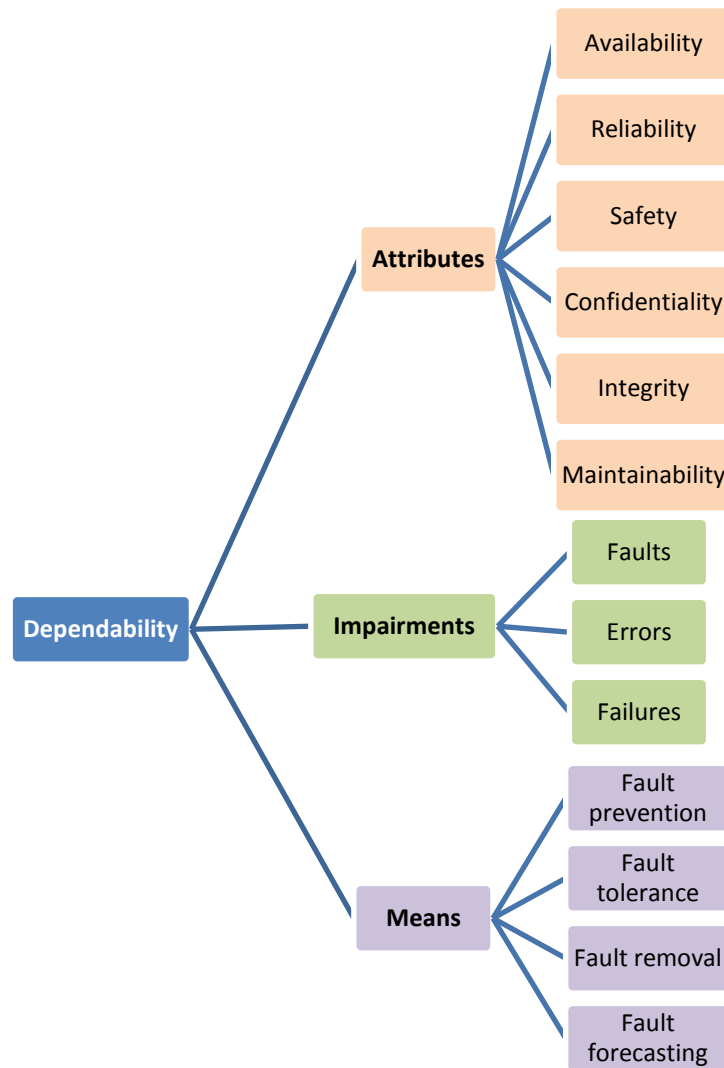 Availability
Reliability
Safety
Attributes
Confidentiality
Integrity
Maintainability
Faults
Dependability
Impairments
Errors
Failures
Fault
prevention
Fault
tolerance
Means
Fault removal
Fault
forecasting